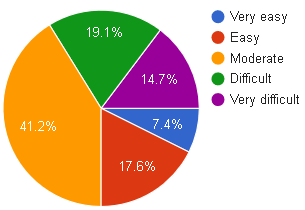 Very easy
Easy
Moderate
Difficult
Very difficult
19.1%
14.7%
7.4%
17.6%
41.2%